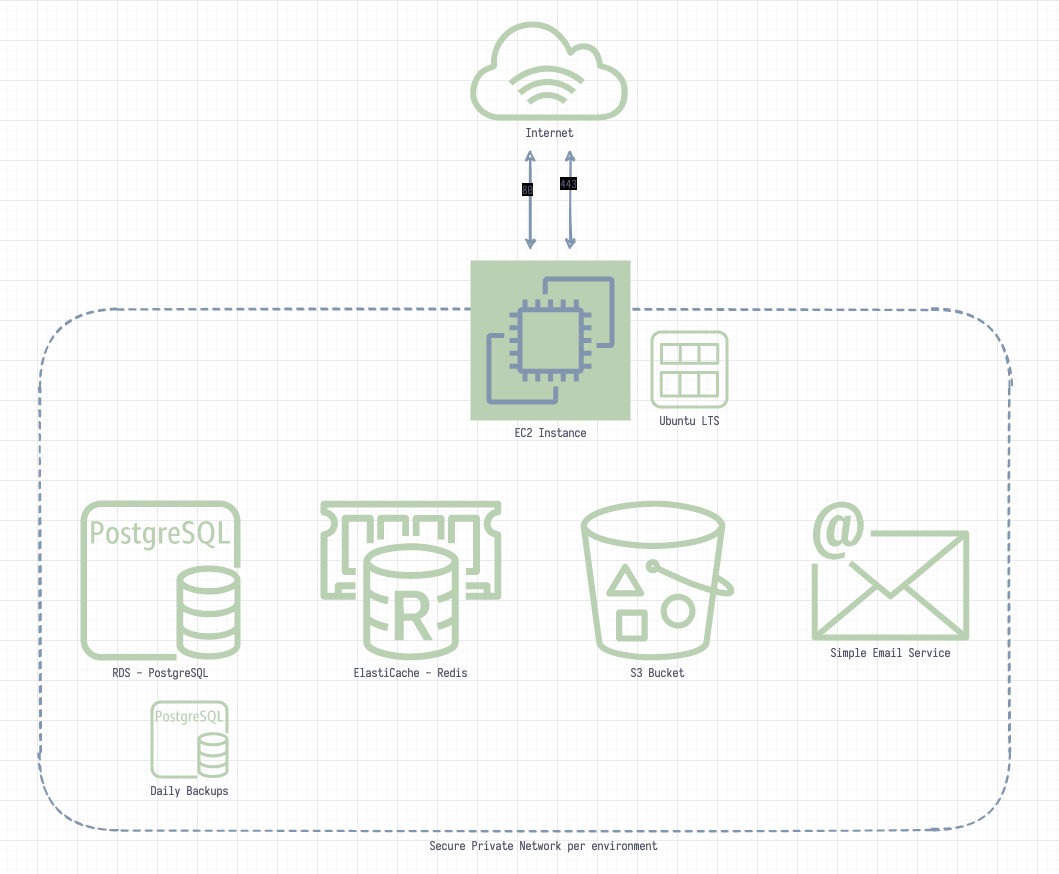 Internet
443
EC2 Instance
Ubuntu LTS
PostgreSQL
R
@
RDS - PostgreSQL
ElastiCache - Redis
S3 Bucket
Simple Email Service
PostgreSQL
Daily Backups
Secure Private Network per environment